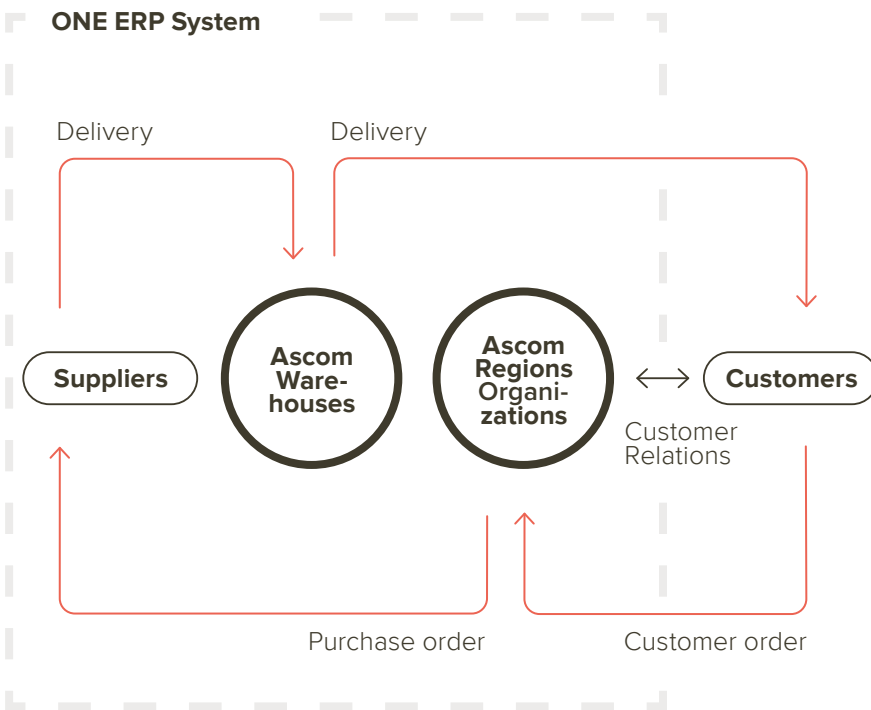 ONE ERP System
Delivery
Delivery
Suppliers
Ascom
Ware-
houses
Ascom
Regions
Organi-
zations
Customers
Customer
Relations
Purchase order
Customer order